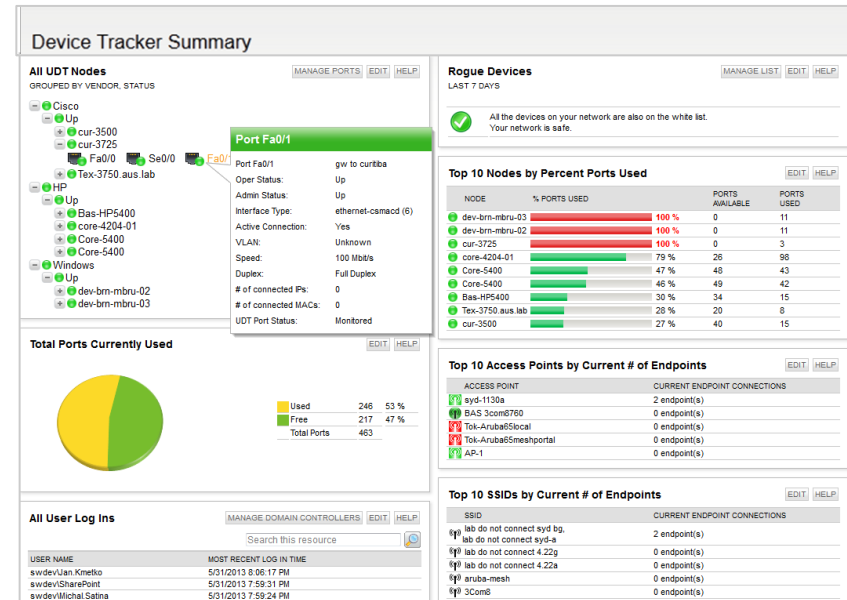 Device Tracker Summary
All UDT Nodes
MANAGE PORTS EDIT HELP
GROUPED BY VENDOR, STATUS
Cisco
Up
cur-3500
cur-3725
Fa0/0 Se0/0 Fa0/
Tex-3750.aus.lab
HP
Up
Bas-HP5400
core-4204-01
Core-5400
Core-5400
Windows
Up
dev-brn-mbru-02
dev-brn-mbru-03
Port Fa0/1
Port Fa0/1 gw to curitiba
Oper Status: Up
Admin Status: Up
Interface Type: ethernet-csmacd (6)
Active Connection: Yes
VLAN: Unknown
Speed: 100 Mbit/s
Duplex: Full Duplex
# of connected IPs: 0
# of connected MACs: 0
UDT Port Status: Monitored
Total Ports Currently Used
EDIT HELP
Used 246 53 %
Free 217 47 %
Total Ports 463
All User Log Ins
MANAGE DOMAIN CONTROLLERS EDIT HELP
Search this resource
USER NAME MOST RECENT LOG IN TIME
swdev\Jan.Kmetko 5/31/2013 8:06:17 PM
swdev\SharePoint 5/31/2013 7:59:31 PM
swdev\Michal.Satina 5/31/2013 7:59:24 PM
Rogue Devices
MANAGE LIST EDIT HELP
LAST 7 DAYS
All the devices on your network are also on the white list.
Your network is safe.
Top 10 Nodes by Percent Ports Used
EDIT HELP
NODE % PORTS USED PORTS AVAILABLE PORTS USED
dev-brn-mbru-03 100 % 0 11
dev-brn-mbru-02 100 % 0 11
cur-3725 100 % 0 3
core-4204-01 79 % 26 98
Core-5400 47 % 48 43
Core-5400 46 % 49 42
Bas-HP5400 30 % 34 15
Tex-3750.aus.lab 28 % 20 8
cur-3500 27 % 40 15
Top 10 Access Points by Current # of Endpoints
EDIT HELP
ACCESS POINT CURRENT ENDPOINT CONNECTIONS
syd-1130a 2 endpoint(s)
BAS 3com8760 0 endpoint(s)
Tok-Aruba65local 0 endpoint(s)
Tok-Aruba65meshportal 0 endpoint(s)
AP-1 0 endpoint(s)
Top 10 SSIDs by Current # of Endpoints
EDIT HELP
SSID CURRENT ENDPOINT CONNECTIONS
lab do not connect syd bg,
lab do not connect syd-a 2 endpoint(s)
lab do not connect 4.22g 0 endpoint(s)
lab do not connect 4.22a 0 endpoint(s)
aruba-mesh 0 endpoint(s)
3Com8 0 endpoint(s)